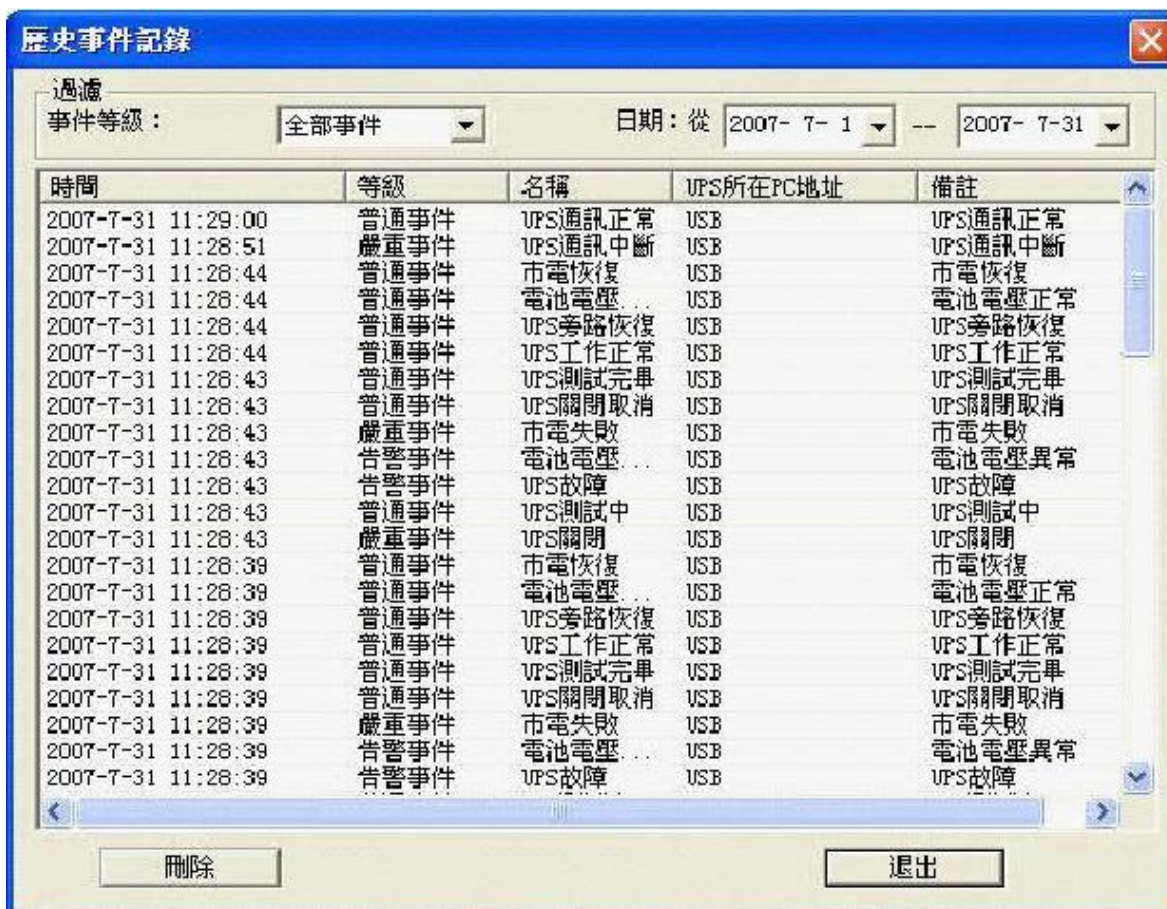 歷史事件記錄
過濾
事件等級： 全部事件 日期：從 2007- 7- 1 -- 2007- 7-31
時間 等級 名稱 UPS所在PC地址 備註
2007-7-31 11:29:00 普通事件 UPS通訊正常 USB UPS通訊正常
2007-7-31 11:28:51 嚴重事件 UPS通訊中斷 USB UPS通訊中斷
2007-7-31 11:28:44 普通事件 市電恢復 USB 市電恢復
2007-7-31 11:28:44 普通事件 電池電壓... USB 電池電壓正常
2007-7-31 11:28:44 普通事件 UPS旁路恢復 USB UPS旁路恢復
2007-7-31 11:28:44 普通事件 UPS工作正常 USB UPS工作正常
2007-7-31 11:28:43 普通事件 UPS測試完畢 USB UPS測試完畢
2007-7-31 11:28:43 普通事件 UPS關閉取消 USB UPS關閉取消
2007-7-31 11:28:43 嚴重事件 市電失敗 USB 市電失敗
2007-7-31 11:28:43 告警事件 電池電壓... USB 電池電壓異常
2007-7-31 11:28:43 告警事件 UPS故障 USB UPS故障
2007-7-31 11:28:43 普通事件 UPS測試中 USB UPS測試中
2007-7-31 11:28:43 嚴重事件 UPS關閉 USB UPS關閉
2007-7-31 11:28:39 普通事件 市電恢復 USB 市電恢復
2007-7-31 11:28:39 普通事件 電池電壓... USB 電池電壓正常
2007-7-31 11:28:39 普通事件 UPS旁路恢復 USB UPS旁路恢復
2007-7-31 11:28:39 普通事件 UPS工作正常 USB UPS工作正常
2007-7-31 11:28:39 普通事件 UPS測試完畢 USB UPS測試完畢
2007-7-31 11:28:39 普通事件 UPS關閉取消 USB UPS關閉取消
2007-7-31 11:28:39 嚴重事件 市電失敗 USB 市電失敗
2007-7-31 11:28:39 告警事件 電池電壓... USB 電池電壓異常
2007-7-31 11:28:39 告警事件 UPS故障 USB UPS故障
刪除 退出